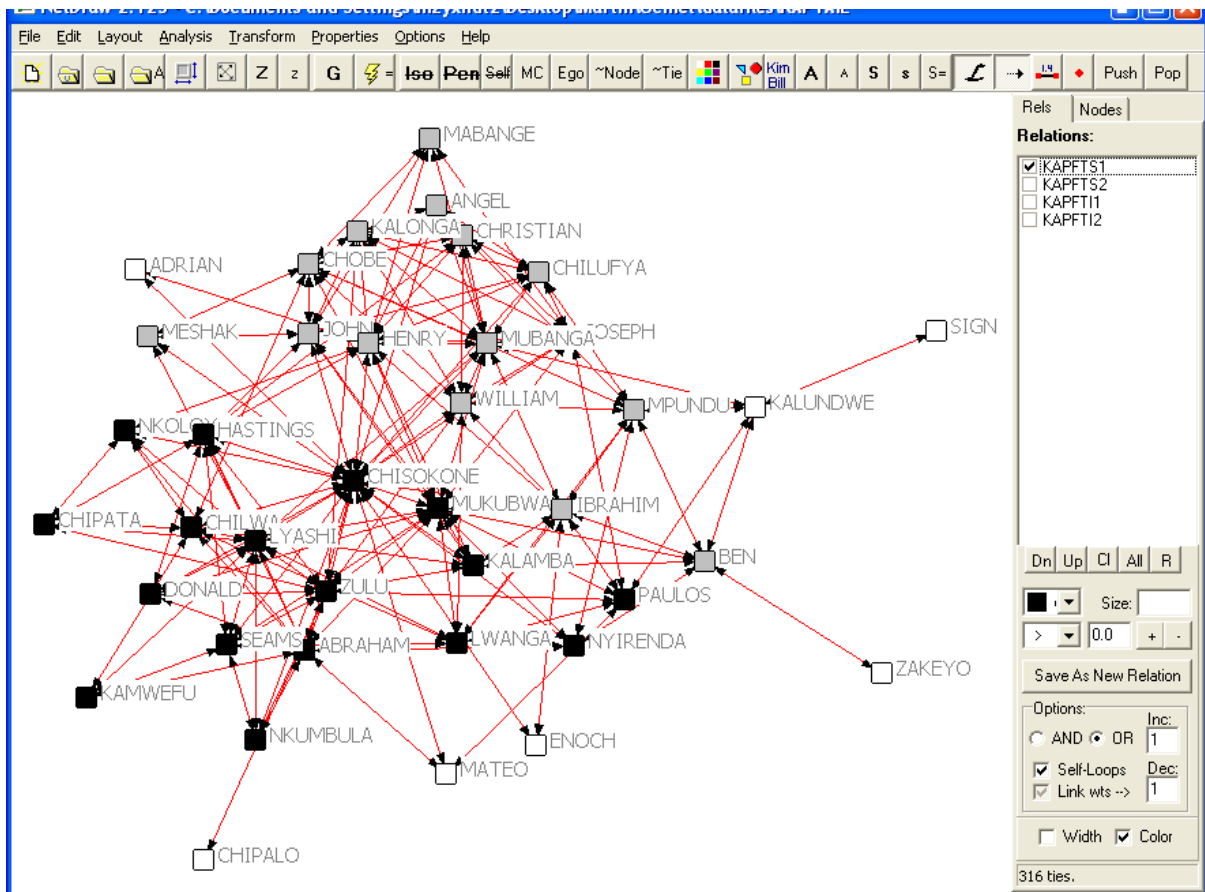 File Edit Layout Analysis Transform Properties Options Help
A Z z G = Iso Pen Self MC Ego ~Node ~Tie Kim Bill A A S s S= L 1.4 Push Pop
Rels Nodes
Relations:
KAPFTS1
KAPFTS2
KAPFTI1
KAPFTI2
MABANGE
ANGEL
KALONGA
CHRISTIAN
CHOBE
ADRIAN
CHILUFYA
MESHAK
JOHN
HENRY
MUBANGA
JOSEPH
SIGN
WILLIAM
MPUNDU
KALUNDWE
NKOLOY
HASTINGS
CHISOKONE
MUKUBWA
IBRAHIM
CHIPATA
CHILWA
LYASHI
KALAMBA
BEN
DONALD
ZULU
PAULOS
SEAMS
ABRAHAM
LWANGA
NYIRENDA
ZAKEYO
KAMWEFU
NKUMBULA
ENOCH
MATEO
CHIPALO
Dn Up Cl All R
Size:
> 0.0 + -
Save As New Relation
Options:
Inc:
AND OR 1
Self-Loops Dec:
Link wts --> 1
Width Color
316 ties.